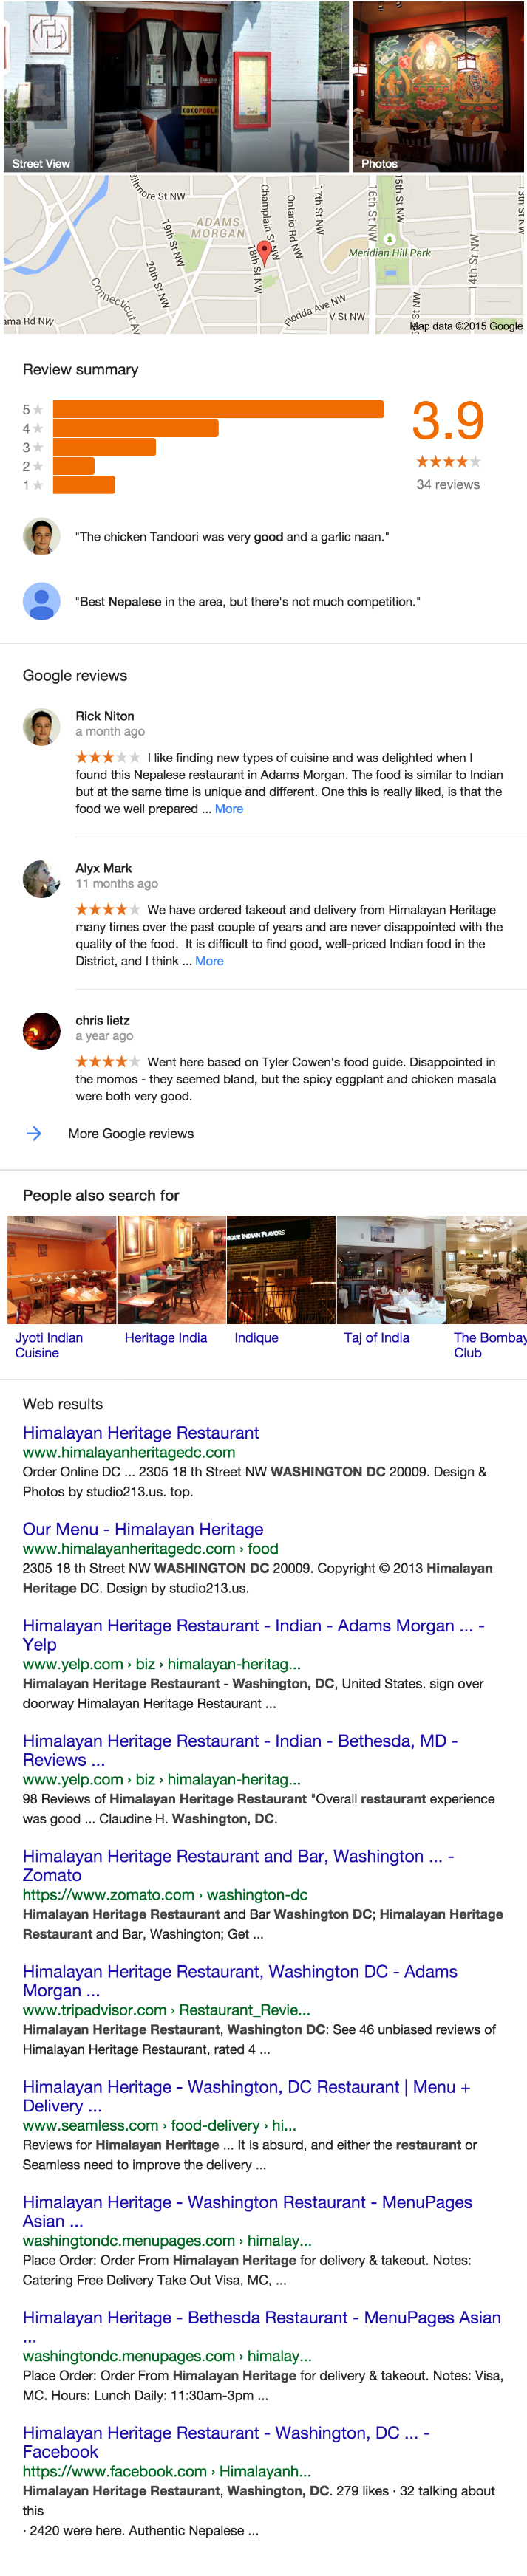 KOKOPOOLI
Street View
Photos
iltmore St NW
19th St NW
20th St NW
ADAMS
MORGAN
Champlain St NW
18th St NW
Ontario Rd NW
17th St NW
16th St NW
15th St NW
13th St
Meridian Hill Park
14th St NW
Connecticut Av
Florida Ave NW
V St NW
St NW
ama Rd NW
Map data ©2015 Google
Review summary
5
4
3
2
1
3.9
34 reviews
"The chicken Tandoori was very good and a garlic naan."
"Best Nepalese in the area, but there's not much competition."
Google reviews
Rick Niton
a month ago
I like finding new types of cuisine and was delighted when I
found this Nepalese restaurant in Adams Morgan. The food is similar to Indian
but at the same time is unique and different. One this is really liked, is that the
food we well prepared ... More
Alyx Mark
11 months ago
We have ordered takeout and delivery from Himalayan Heritage
many times over the past couple of years and are never disappointed with the
quality of the food. It is difficult to find good, well-priced Indian food in the
District, and I think ... More
chris lietz
a year ago
Went here based on Tyler Cowen's food guide. Disappointed in
the momos - they seemed bland, but the spicy eggplant and chicken masala
were both very good.
More Google reviews
People also search for
IQUE INDIAN FLAVORS
Jyoti Indian
Cuisine
Heritage India
Indique
Taj of India
The Bombay
Club
Web results
Himalayan Heritage Restaurant
www.himalayanheritagedc.com
Order Online DC ... 2305 18 th Street NW WASHINGTON DC 20009. Design &
Photos by studio213.us. top.
Our Menu - Himalayan Heritage
www.himalayanheritagedc.com › food
2305 18 th Street NW WASHINGTON DC 20009. Copyright © 2013 Himalayan
Heritage DC. Design by studio213.us.
Himalayan Heritage Restaurant - Indian - Adams Morgan ... -
Yelp
www.yelp.com › biz › himalayan-heritag...
Himalayan Heritage Restaurant - Washington, DC, United States. sign over
doorway Himalayan Heritage Restaurant ...
Himalayan Heritage Restaurant - Indian - Bethesda, MD -
Reviews ...
www.yelp.com › biz › himalayan-heritag...
98 Reviews of Himalayan Heritage Restaurant "Overall restaurant experience
was good ... Claudine H. Washington, DC.
Himalayan Heritage Restaurant and Bar, Washington ... -
Zomato
https://www.zomato.com › washington-dc
Himalayan Heritage Restaurant and Bar Washington DC; Himalayan Heritage
Restaurant and Bar, Washington; Get ...
Himalayan Heritage Restaurant, Washington DC - Adams
Morgan ...
www.tripadvisor.com › Restaurant_Revie...
Himalayan Heritage Restaurant, Washington DC: See 46 unbiased reviews of
Himalayan Heritage Restaurant, rated 4 ...
Himalayan Heritage - Washington, DC Restaurant | Menu +
Delivery ...
www.seamless.com › food-delivery › hi...
Reviews for Himalayan Heritage ... It is absurd, and either the restaurant or
Seamless need to improve the delivery ...
Himalayan Heritage - Washington Restaurant - MenuPages
Asian ...
washingtondc.menupages.com › himalay...
Place Order: Order From Himalayan Heritage for delivery & takeout. Notes:
Catering Free Delivery Take Out Visa, MC, ...
Himalayan Heritage - Bethesda Restaurant - MenuPages Asian
...
washingtondc.menupages.com › himalay...
Place Order: Order From Himalayan Heritage for delivery & takeout. Notes: Visa,
MC. Hours: Lunch Daily: 11:30am-3pm ...
Himalayan Heritage Restaurant - Washington, DC ... -
Facebook
https://www.facebook.com › Himalayanh...
Himalayan Heritage Restaurant, Washington, DC. 279 likes · 32 talking about
this
· 2420 were here. Authentic Nepalese ...